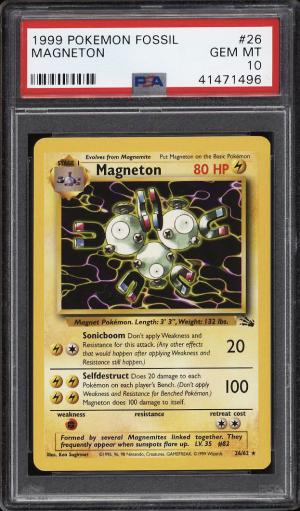 1999 POKEMON FOSSIL #26
MAGNETON GEM MT
10
PSA 41471496
Evolves from Magnemite Put Magneton on the Basic Pokémon
STAGE 1
Magneton 80 HP
Magnet Pokémon. Length: 3' 3", Weight: 132 lbs.
Sonicboom Don't apply Weakness and
Resistance for this attack. (Any other effects
that would happen after applying Weakness and
Resistance still happen.)
20
Selfdestruct Does 20 damage to each
Pokémon on each player's Bench. (Don't apply
Weakness and Resistance for Benched Pokémon.)
Magneton does 100 damage to itself.
100
weakness resistance retreat cost
Formed by several Magnemites linked together. They
frequently appear when sunspots flare up. LV. 35 #82
Illus. Ken Sugimori ©1995, 96, 98 Nintendo, Creatures, GAMEFREAK. ©1999 Wizards. 26/62 ★